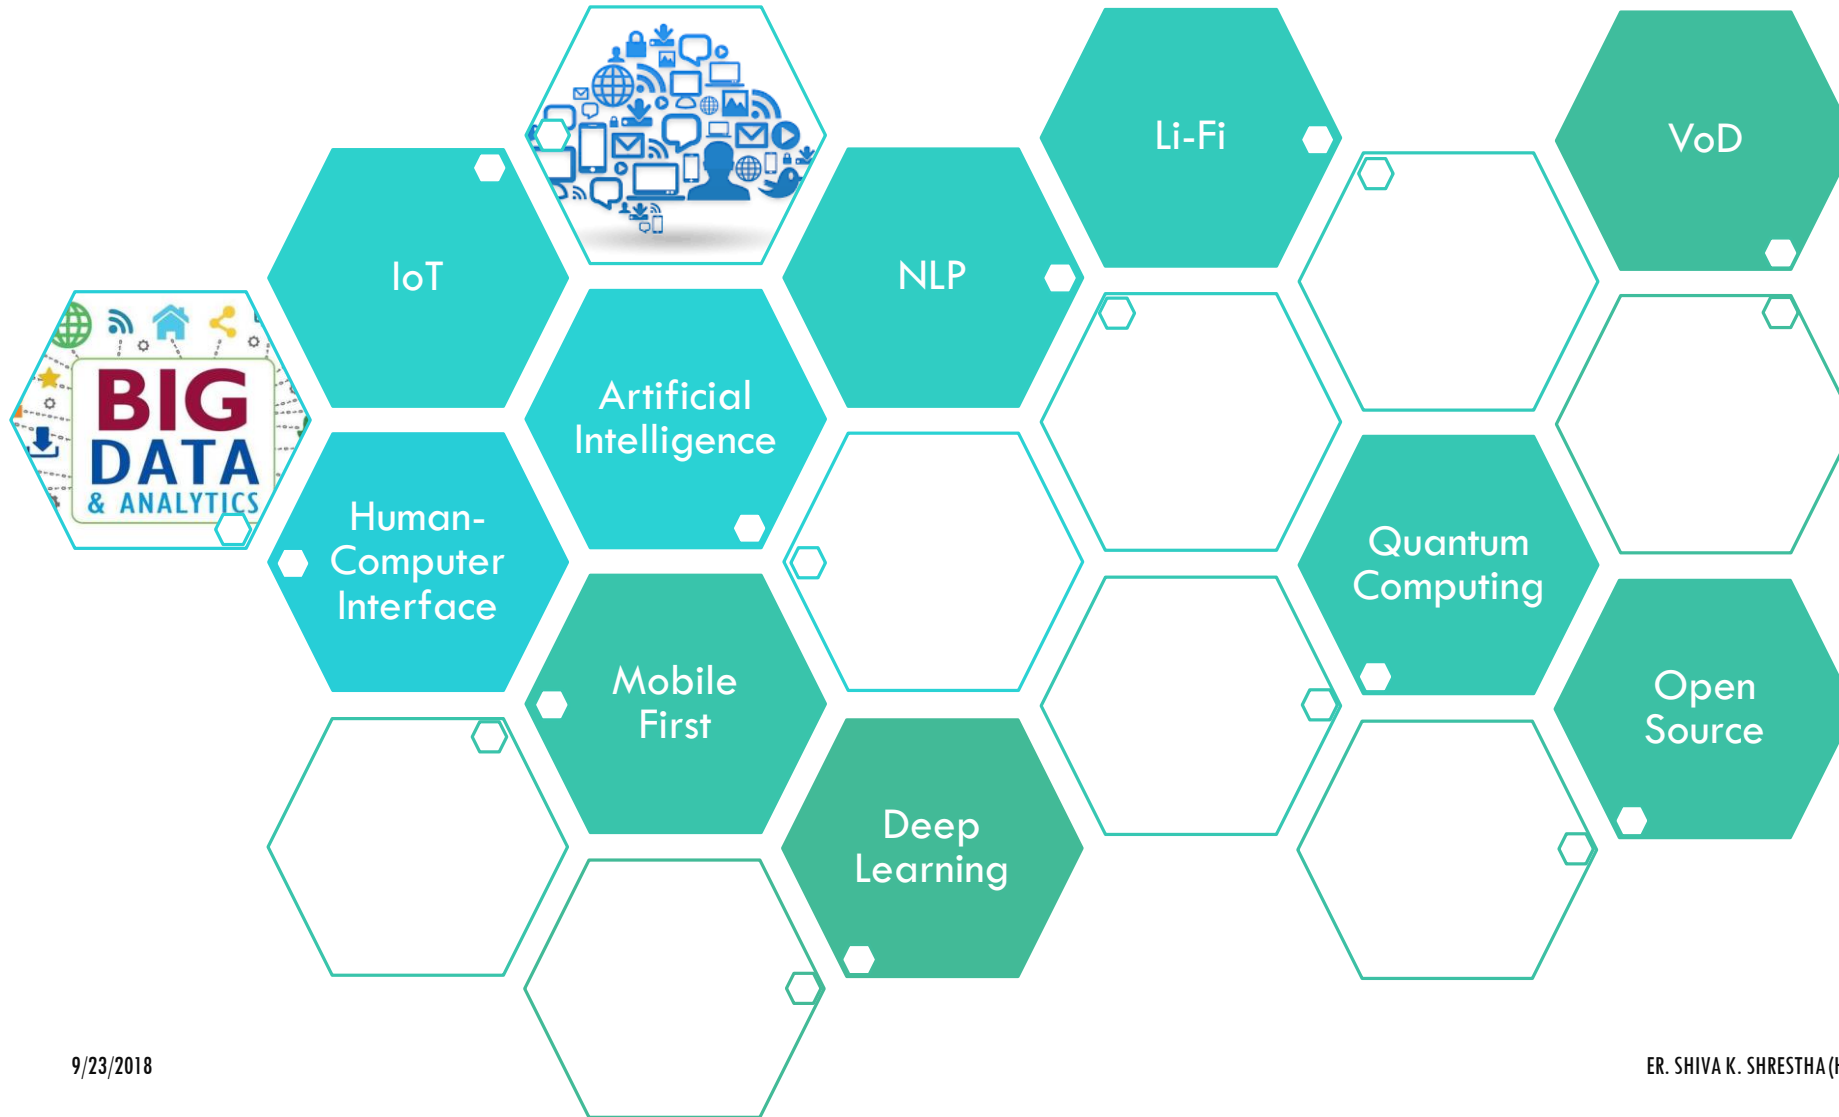 Li-Fi
VoD
IoT
NLP
BIG
DATA
& ANALYTICS
Artificial
Intelligence
Human-
Computer
Interface
Quantum
Computing
Mobile
First
Open
Source
Deep
Learning
9/23/2018
ER. SHIVA K. SHRESTHA (H